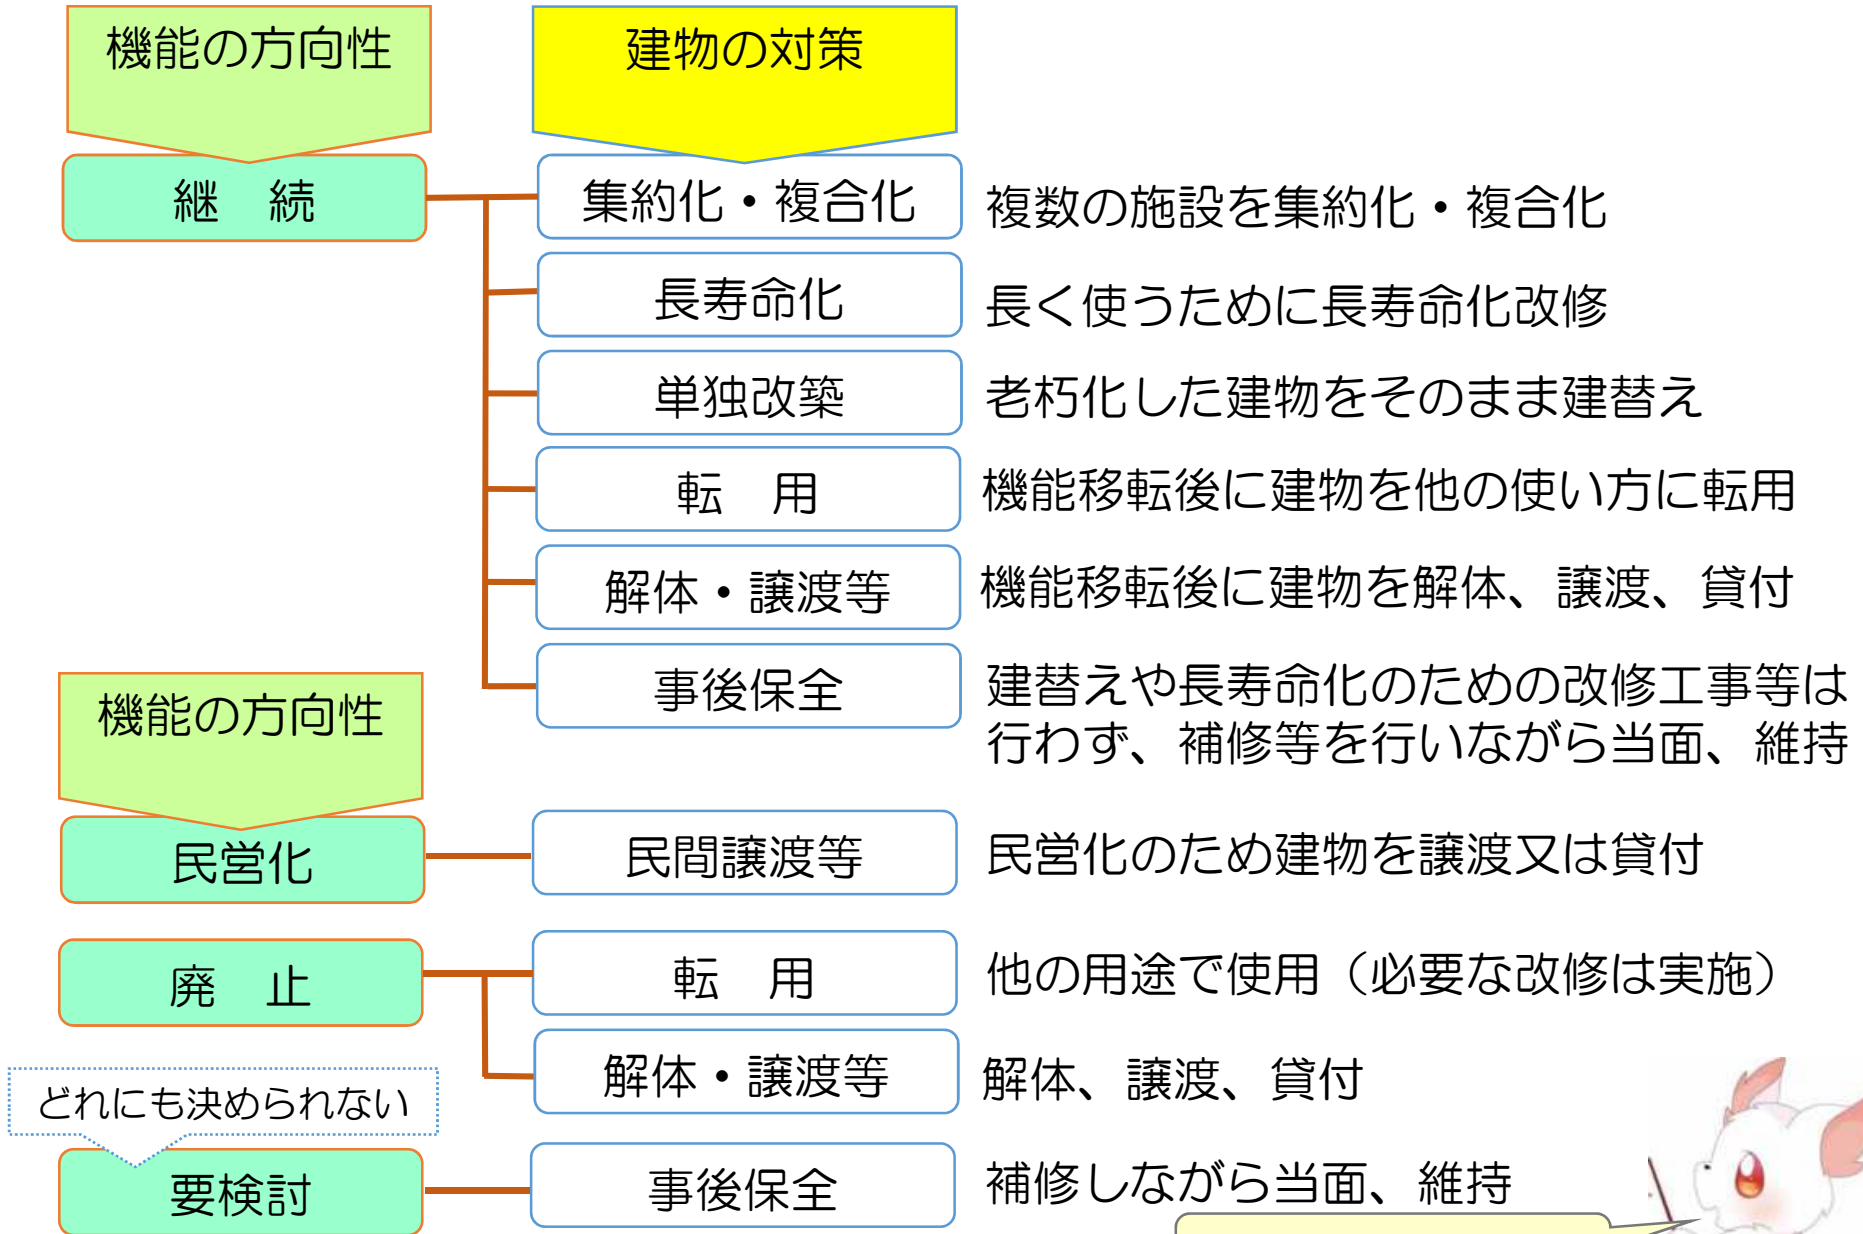 機能の方向性
建物の対策
継　続
集約化・複合化
複数の施設を集約化・複合化
長寿命化
長く使うために長寿命化改修
単独改築
老朽化した建物をそのまま建替え
転　用
機能移転後に建物を他の使い方に転用
解体・譲渡等
機能移転後に建物を解体、譲渡、貸付
事後保全
建替えや長寿命化のための改修工事等は
行わず、補修等を行いながら当面、維持
機能の方向性
民営化
民間譲渡等
民営化のため建物を譲渡又は貸付
廃　止
転　用
他の用途で使用（必要な改修は実施）
解体・譲渡等
解体、譲渡、貸付
どれにも決められない
要検討
事後保全
補修しながら当面、維持